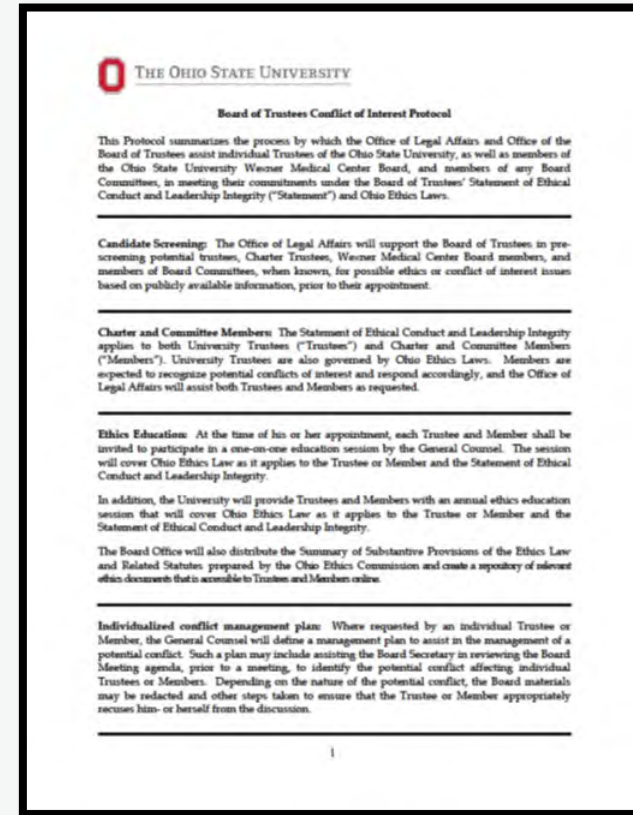 THE OHIO STATE UNIVERSITY
Board of Trustees Conflict of Interest Protocol
This Protocol summarizes the process by which the Office of Legal Affairs and Office of the
Board of Trustees assist individual Trustees of the Ohio State University, as well as members of
the Ohio State University Wexner Medical Center Board, and members of any Board
Committees, in meeting their commitments under the Board of Trustees' Statement of Ethical
Conduct and Leadership Integrity ("Statement") and Ohio Ethics Laws.
Candidate Screening: The Office of Legal Affairs will support the Board of Trustees in pre-
screening potential trustees, Charter Trustees, Wexner Medical Center Board members, and
members of Board Committees, when known, for possible ethics or conflict of interest issues
based on publicly available information, prior to their appointment.
Charter and Committee Members: The Statement of Ethical Conduct and Leadership Integrity
applies to both University Trustees ("Trustees") and Charter and Committee Members
("Members"). University Trustees are also governed by Ohio Ethics Laws. Members are
expected to recognize potential conflicts of interest and respond accordingly, and the Office of
Legal Affairs will assist both Trustees and Members as requested.
Ethics Education: At the time of his or her appointment, each Trustee and Member shall be
invited to participate in a one-on-one education session by the General Counsel. The session
will cover Ohio Ethics Law as it applies to the Trustee or Member and the Statement of Ethical
Conduct and Leadership Integrity.
In addition, the University will provide Trustees and Members with an annual ethics education
session that will cover Ohio Ethics Law as it applies to the Trustee or Member and the
Statement of Ethical Conduct and Leadership Integrity.
The Board Office will also distribute the Summary of Substantive Provisions of the Ethics Law
and Related Statutes prepared by the Ohio Ethics Commission and create a repository of relevant
ethics documents that is accessible to Trustees and Members online.
Individualized conflict management plan: Where requested by an individual Trustee or
Member, the General Counsel will define a management plan to assist in the management of a
potential conflict. Such a plan may include assisting the Board Secretary in reviewing the Board
Meeting agenda, prior to a meeting, to identify the potential conflict affecting individual
Trustees or Members. Depending on the nature of the potential conflict, the Board materials
may be redacted and other steps taken to ensure that the Trustee or Member appropriately
recuses him- or herself from the discussion.
1